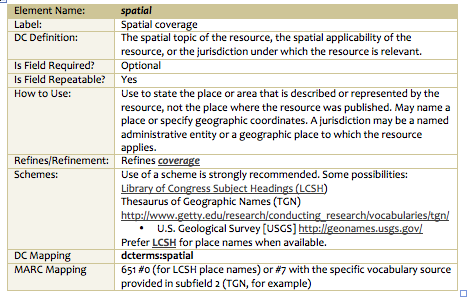 Element Name: spatial
Label: Spatial coverage
DC Definition: The spatial topic of the resource, the spatial applicability of the
resource, or the jurisdiction under which the resource is relevant.
Is Field Required? Optional
Is Field Repeatable? Yes
How to Use: Use to state the place or area that is described or represented by the
resource, not the place where the resource was published. May name a
place or specify geographic coordinates. A jurisdiction may be a named
administrative entity or a geographic place to which the resource
applies.
Refines/Refinement: Refines coverage
Schemes: Use of a scheme is strongly recommended. Some possibilities:
Library of Congress Subject Headings (LCSH)
Thesaurus of Geographic Names (TGN)
http://www.getty.edu/research/conducting_research/vocabularies/tgn/
• U.S. Geological Survey [USGS] http://geonames.usgs.gov/
Prefer LCSH for place names when available.
DC Mapping dcterms:spatial
MARC Mapping 651 #0 (for LCSH place names) or #7 with the specific vocabulary source
provided in subfield 2 (TGN, for example)